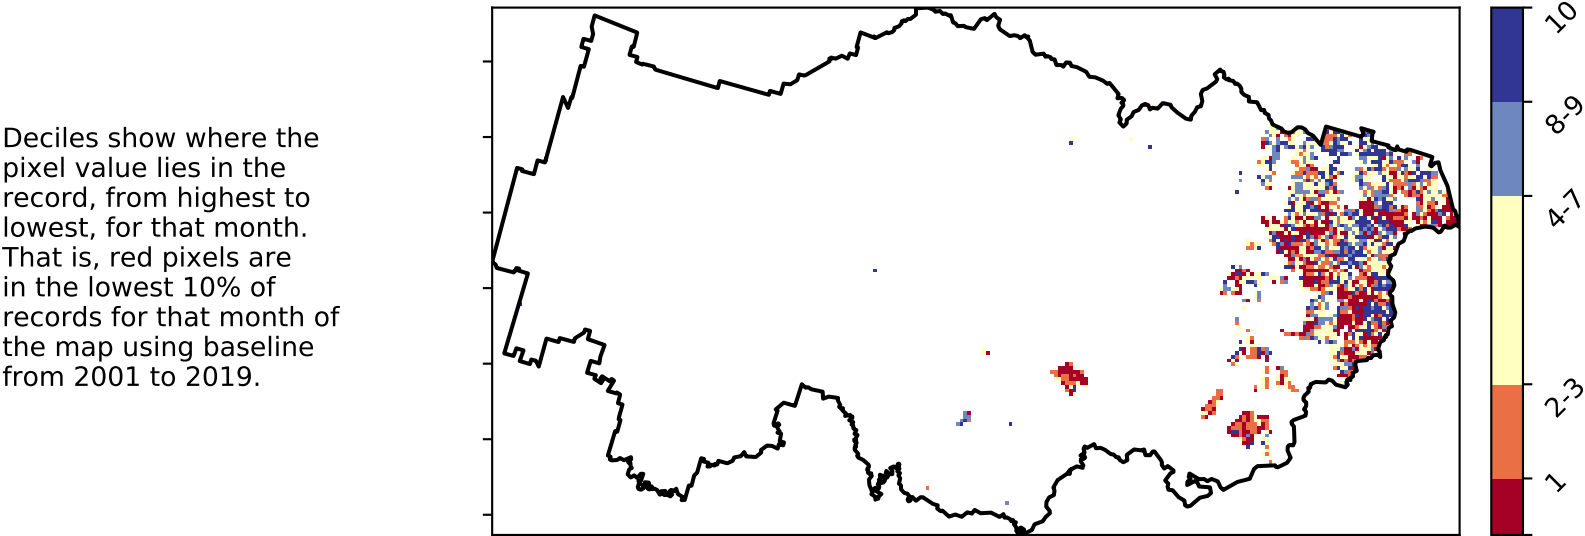 Deciles show where the
pixel value lies in the
record, from highest to
lowest, for that month.
That is, red pixels are
in the lowest 10% of
records for that month of
the map using baseline
from 2001 to 2019.
10
8-9
4-7
2-3
1